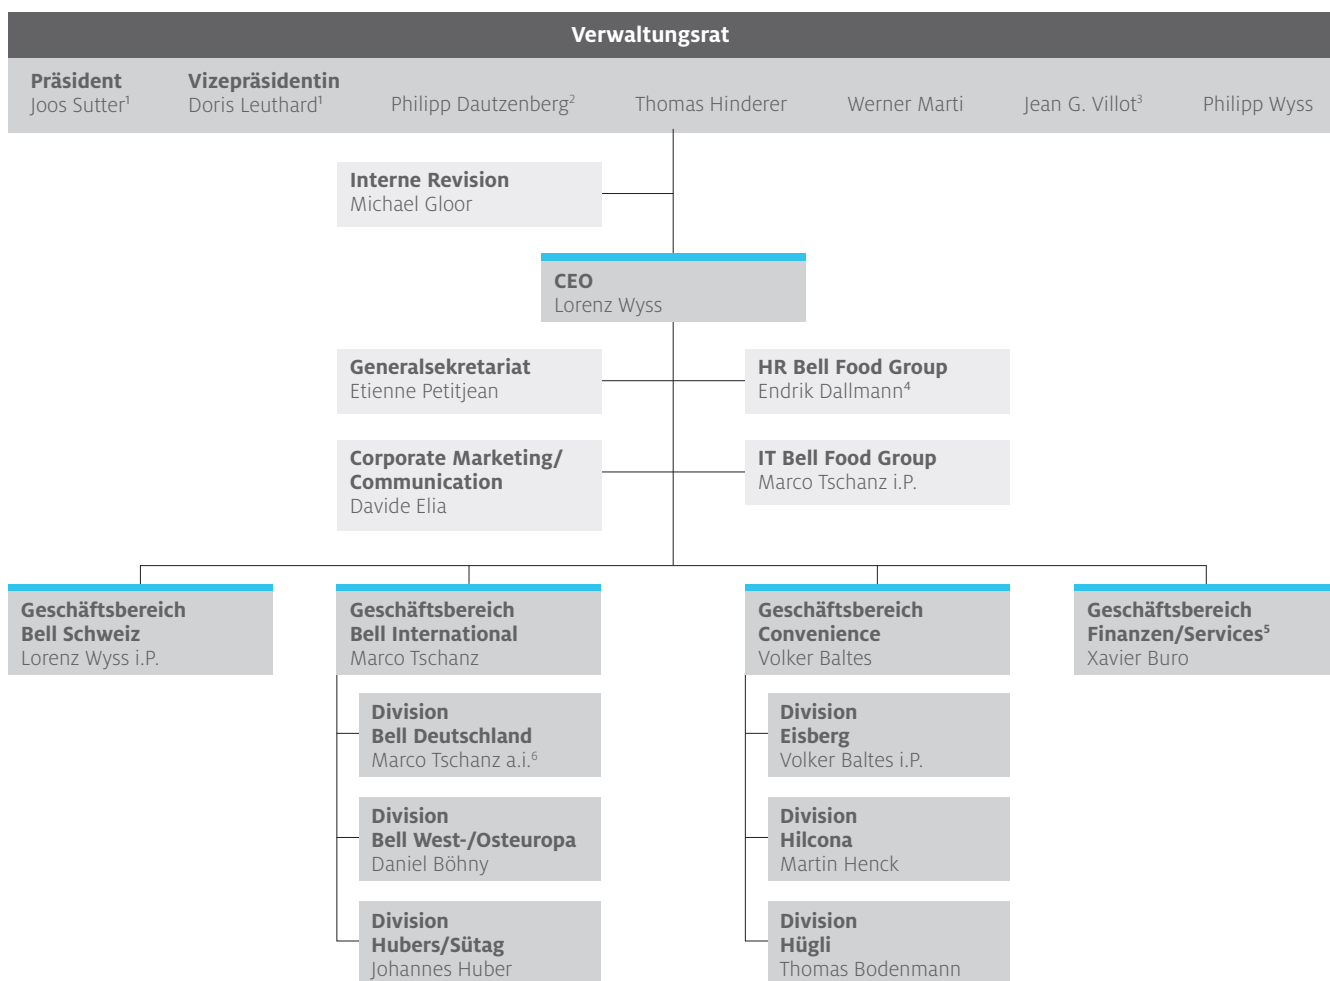 Verwaltungsrat
Präsident
Joos Sutter¹
Vizepräsidentin
Doris Leuthard¹
Philipp Dautzenberg²
Thomas Hinderer
Werner Marti
Jean G. Villot³
Philipp Wyss
Interne Revision
Michael Gloor
CEO
Lorenz Wyss
Generalsekretariat
Etienne Petitjean
HR Bell Food Group
Endrik Dallmann⁴
Corporate Marketing/
Communication
Davide Elia
IT Bell Food Group
Marco Tschanz i.P.
Geschäftsbereich
Bell Schweiz
Lorenz Wyss i.P.
Geschäftsbereich
Bell International
Marco Tschanz
Division
Bell Deutschland
Marco Tschanz a.i.⁶
Division
Bell West-/Osteuropa
Daniel Böhny
Division
Hubers/Sütag
Johannes Huber
Geschäftsbereich
Convenience
Volker Baltes
Division
Eisberg
Volker Baltes i.P.
Division
Hilcona
Martin Henck
Division
Hügli
Thomas Bodenmann
Geschäftsbereich
Finanzen/Services⁵
Xavier Buro